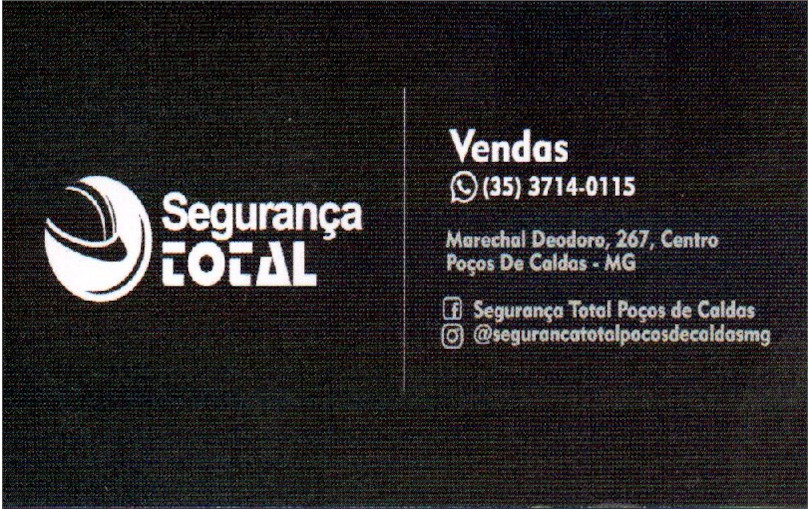 Segurança
TOTAL
Vendas
(35) 3714-0115
Marechal Deodoro, 267, Centro
Poços De Caldas - MG
Segurança Total Poços de Caldas
@segurancatotalpocosdecaldasmg